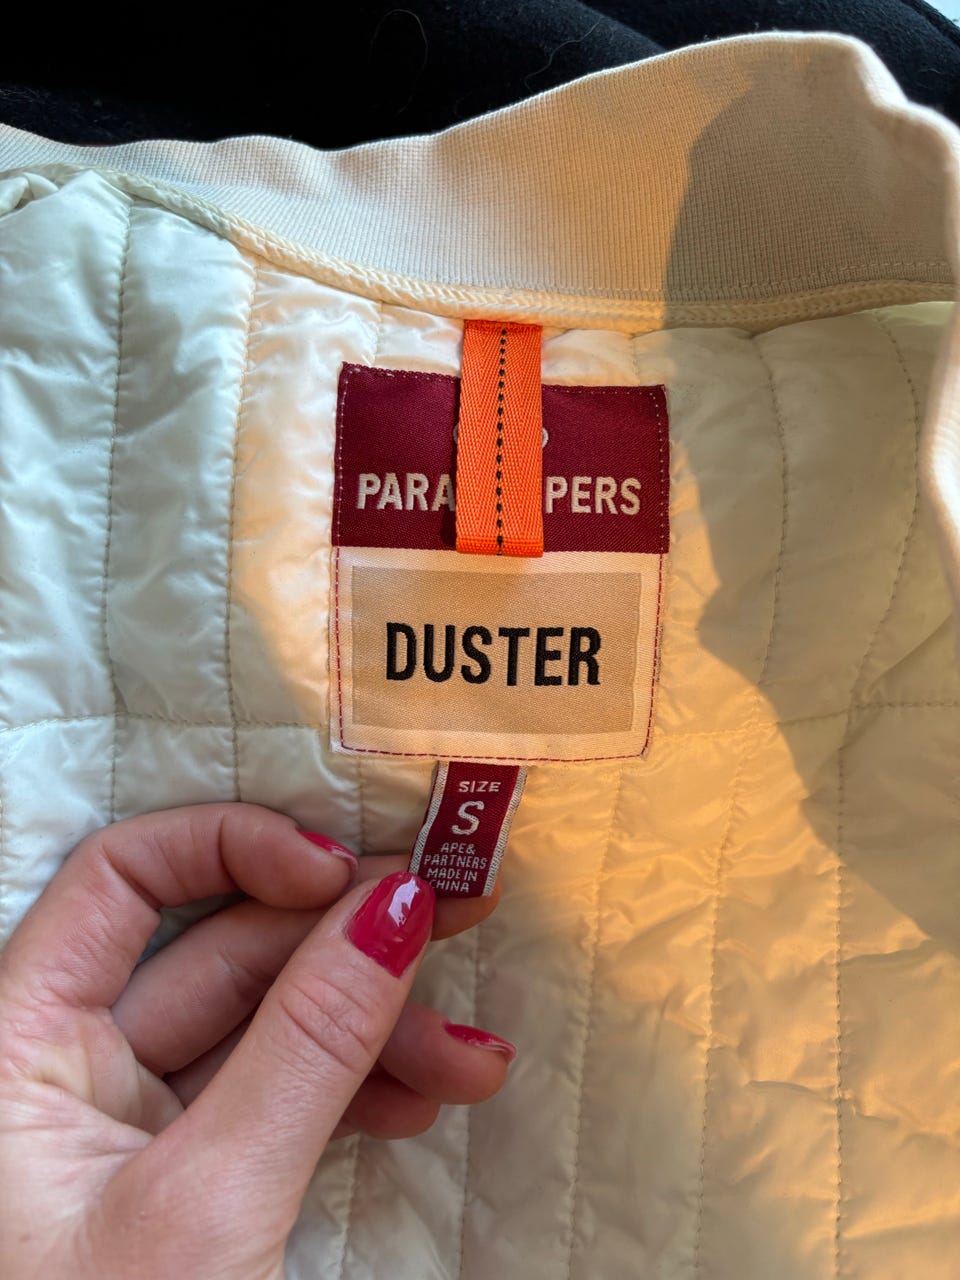 PARA PERS
DUSTER
SIZE
S
APE&
PARTNERS
MADE IN
CHINA